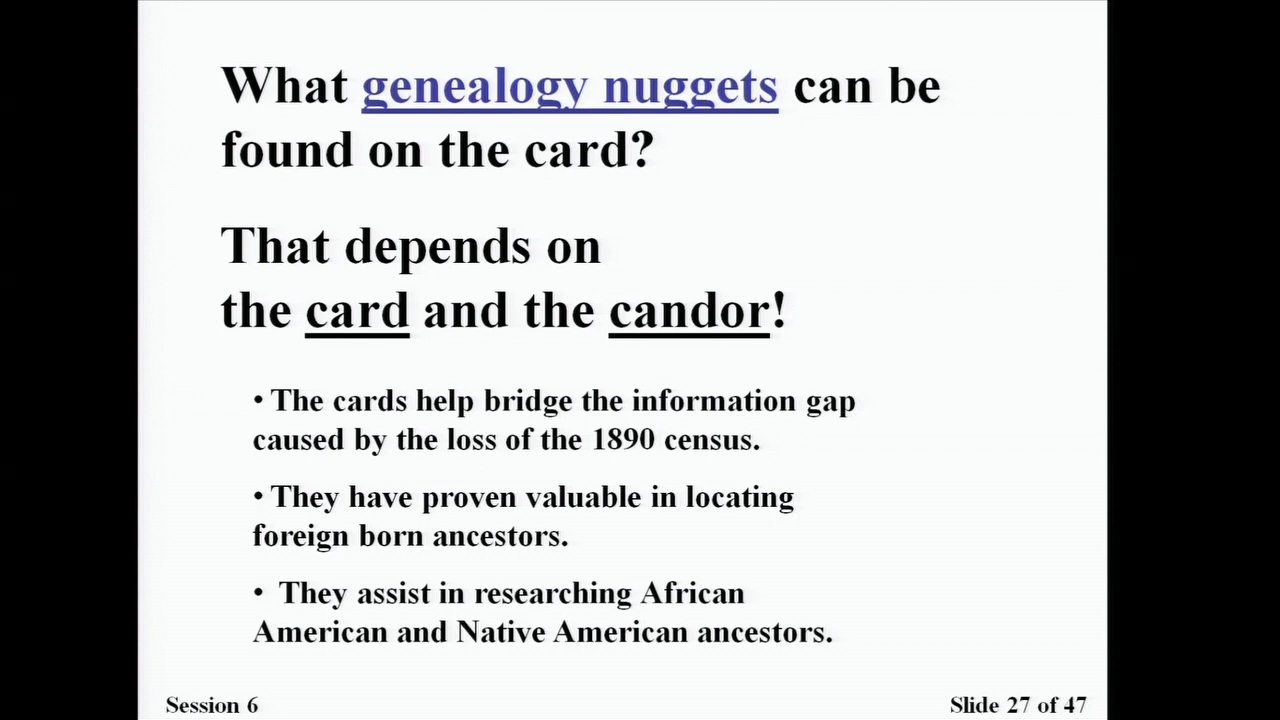 What genealogy nuggets can be
found on the card?
That depends on
the card and the candor!
• The cards help bridge the information gap
caused by the loss of the 1890 census.
• They have proven valuable in locating
foreign born ancestors.
• They assist in researching African
American and Native American ancestors.
Session 6
Slide 27 of 47